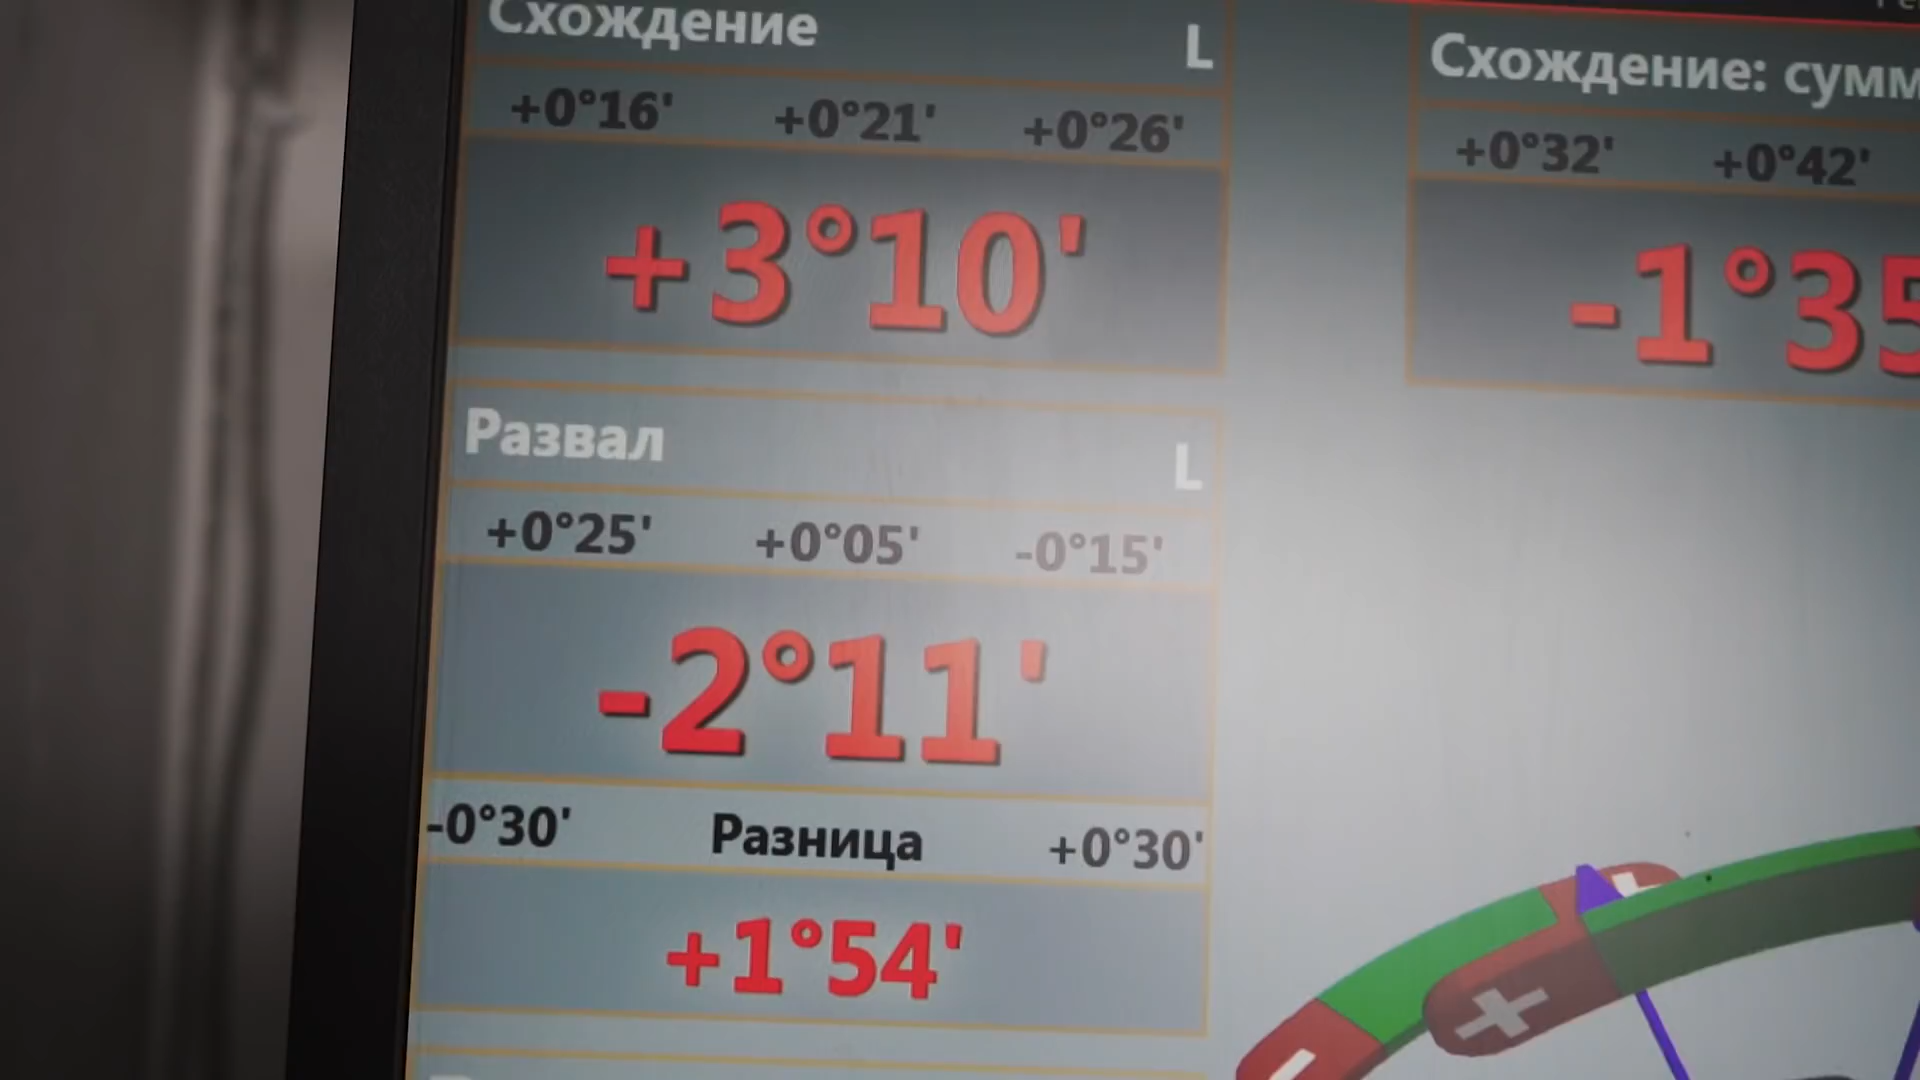 Схождение L
+0°16' +0°21' +0°26'
+3°10'
Схождение: сумм
+0°32' +0°42'
-1°35
Развал L
+0°25' +0°05' -0°15'
-2°11'
-0°30' Разница +0°30'
+1°54'